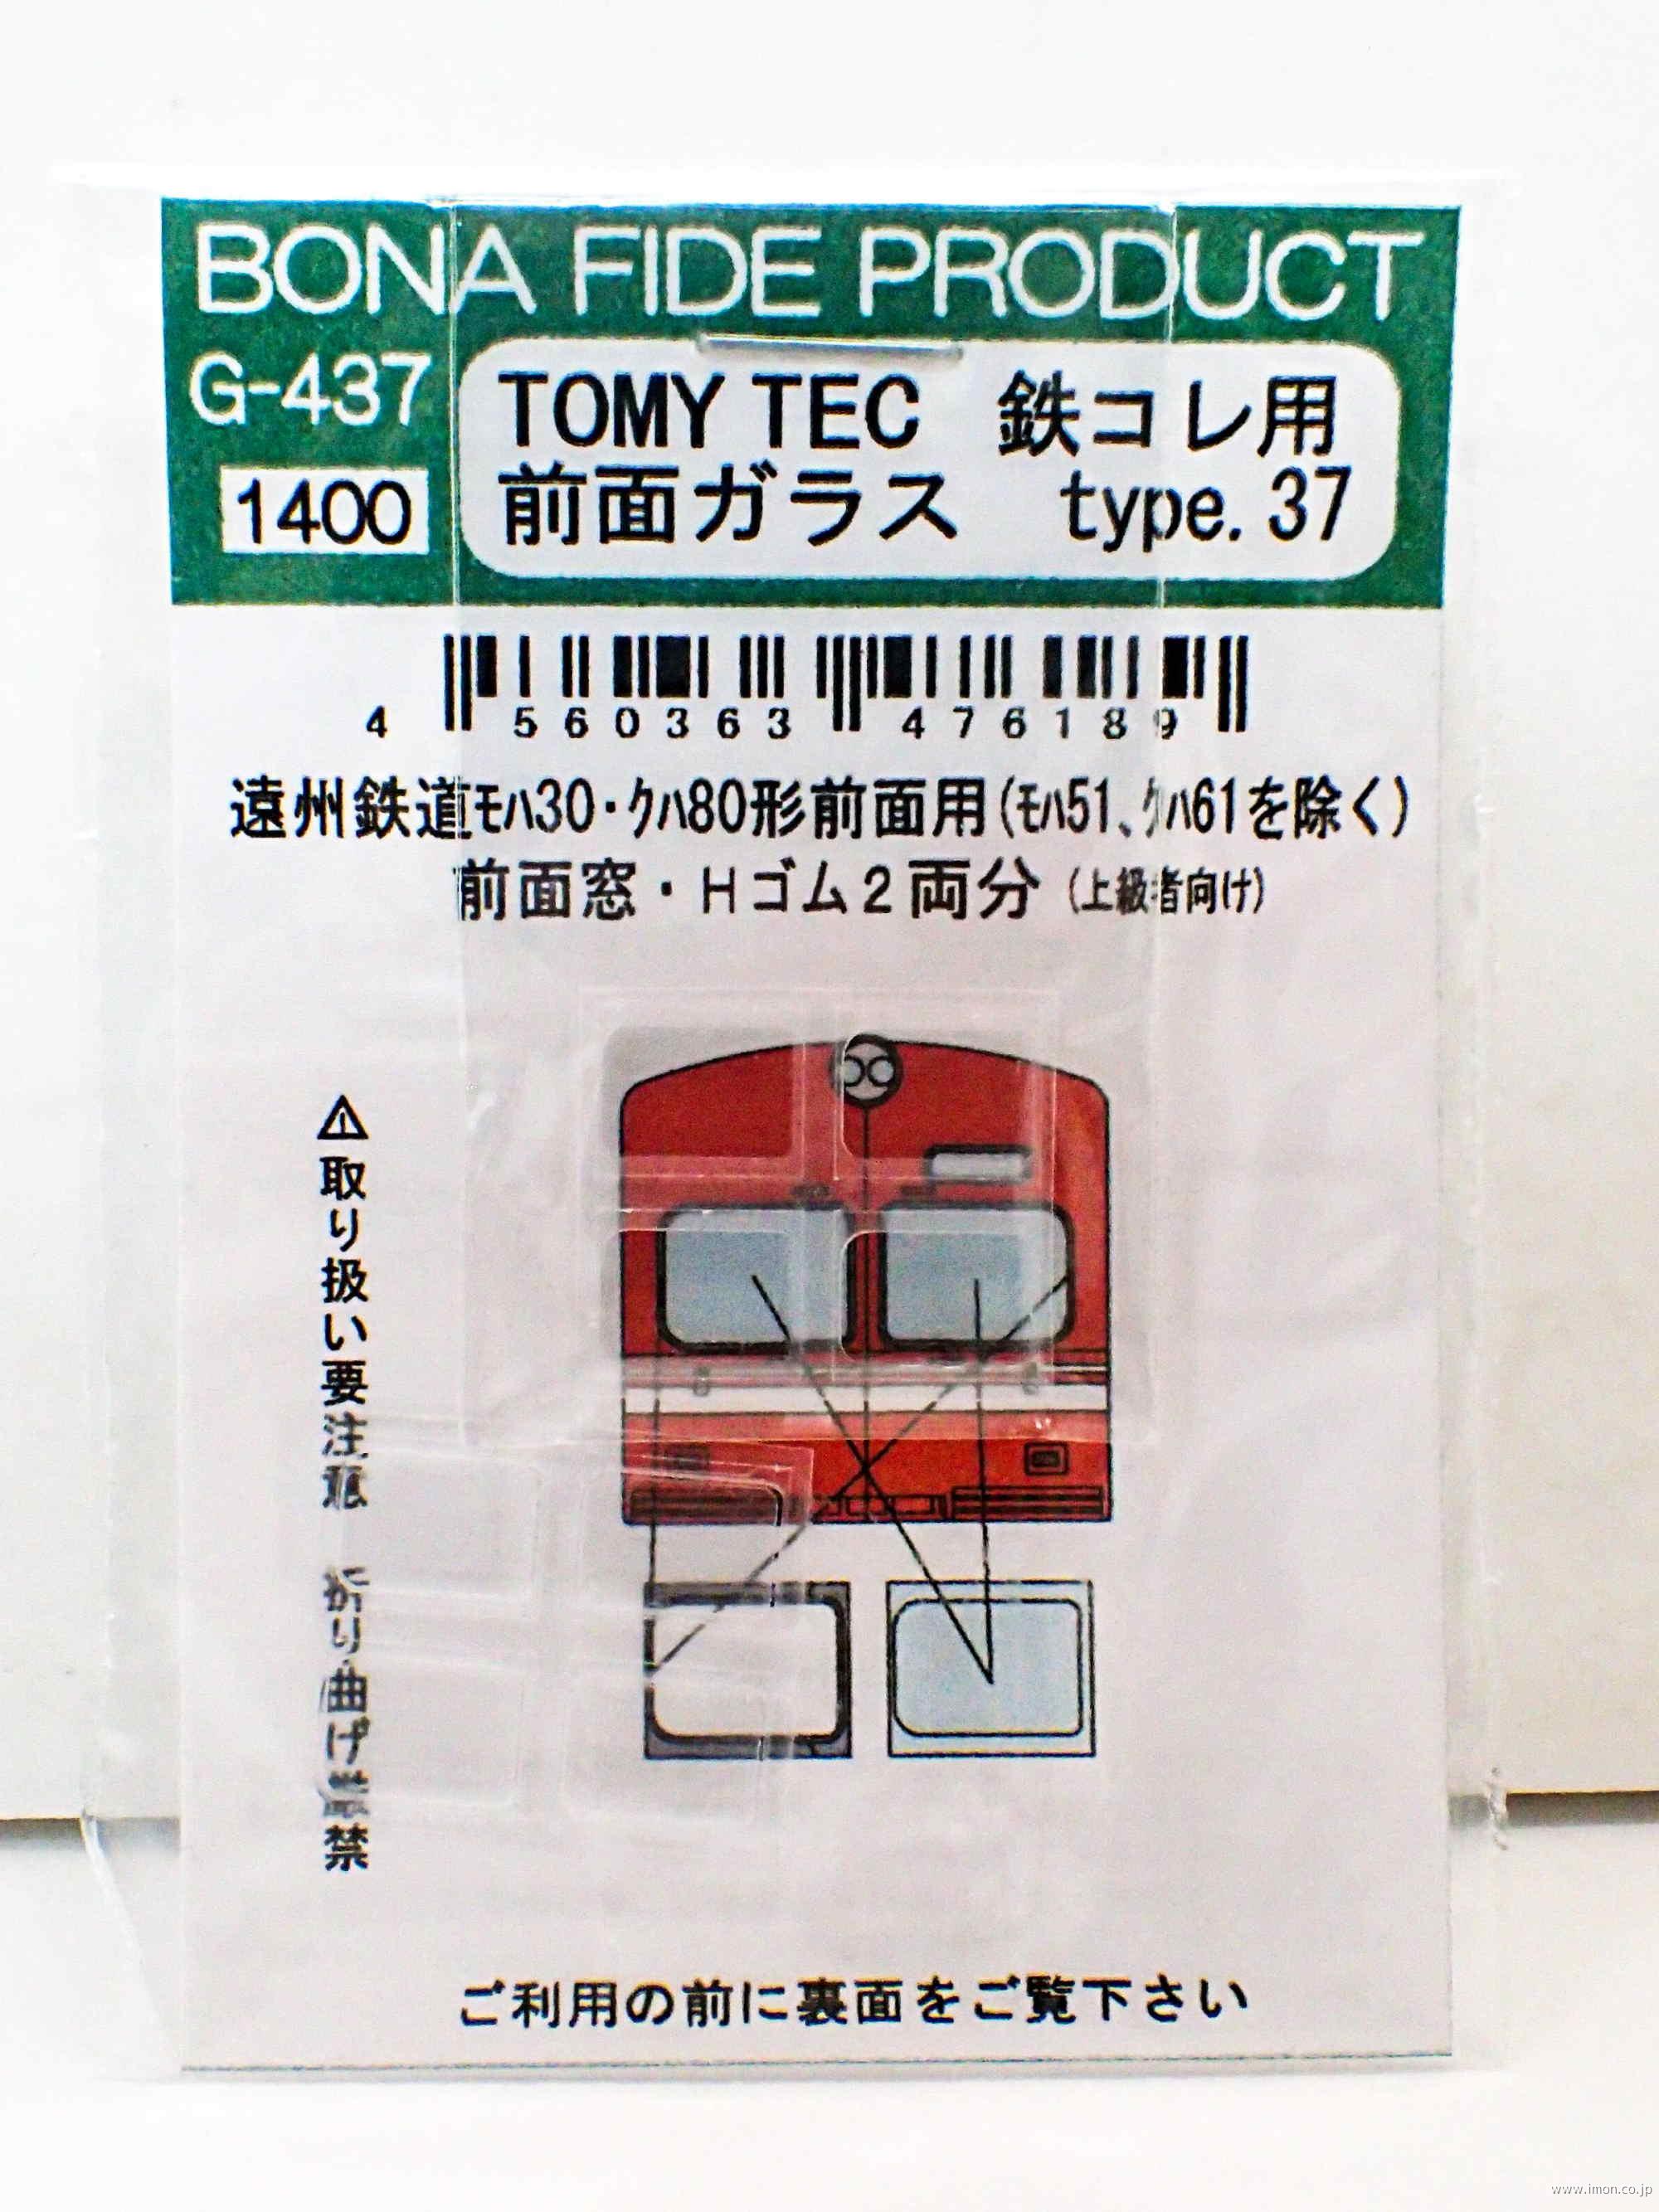 BONA FIDE PRODUCT
G-437
1400
TOMY TEC 鉄コレ用
前面ガラス type.37
4 560363 476189
遠州鉄道ﾓﾊ30・ｸﾊ80形前面用(ﾓﾊ51、ｸﾊ61を除く)
前面窓・Hゴム2両分(上級者向け)
⚠取り扱い要注意 折り曲げ厳禁
ご利用の前に裏面をご覧下さい
www.imon.co.jp